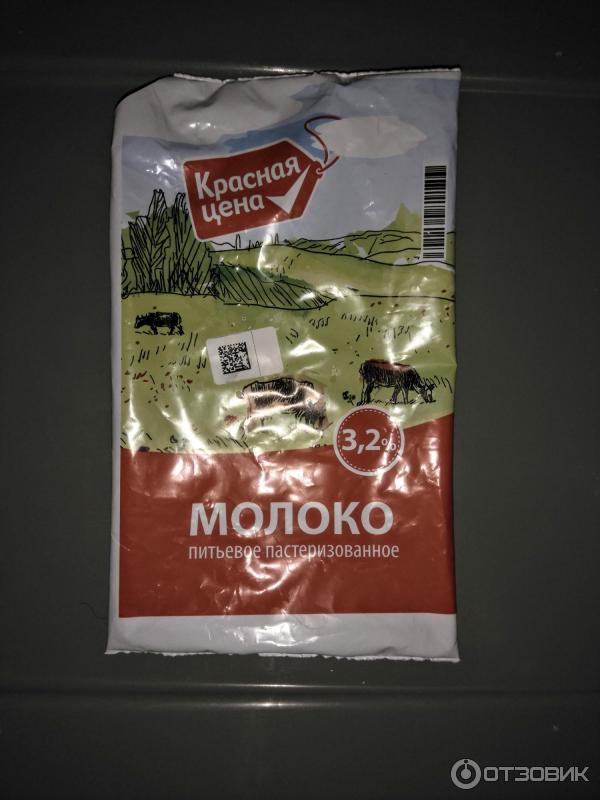 Красная
цена
3,2%
МОЛОКО
питьевое пастеризованное
ОТЗОВИК